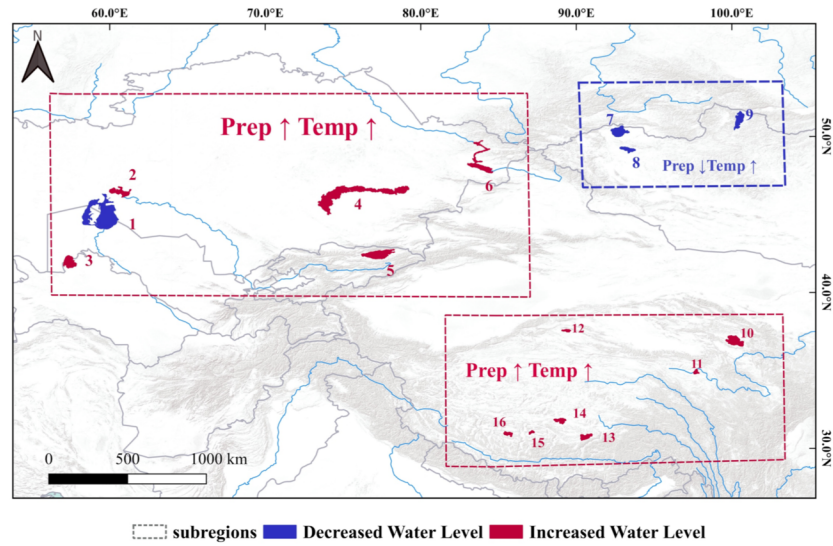 60.0°E 70.0°E 80.0°E 90.0°E 100.0°E
N
Prep ↑ Temp ↑
7
9
50.0°N
8
Prep ↓Temp ↑
2
6
4
1
3
5
40.0°N
12
10
Prep ↑ Temp ↑
11
14
16
15
13
30.0°N
0 500 1000 km
subregions Decreased Water Level Increased Water Level